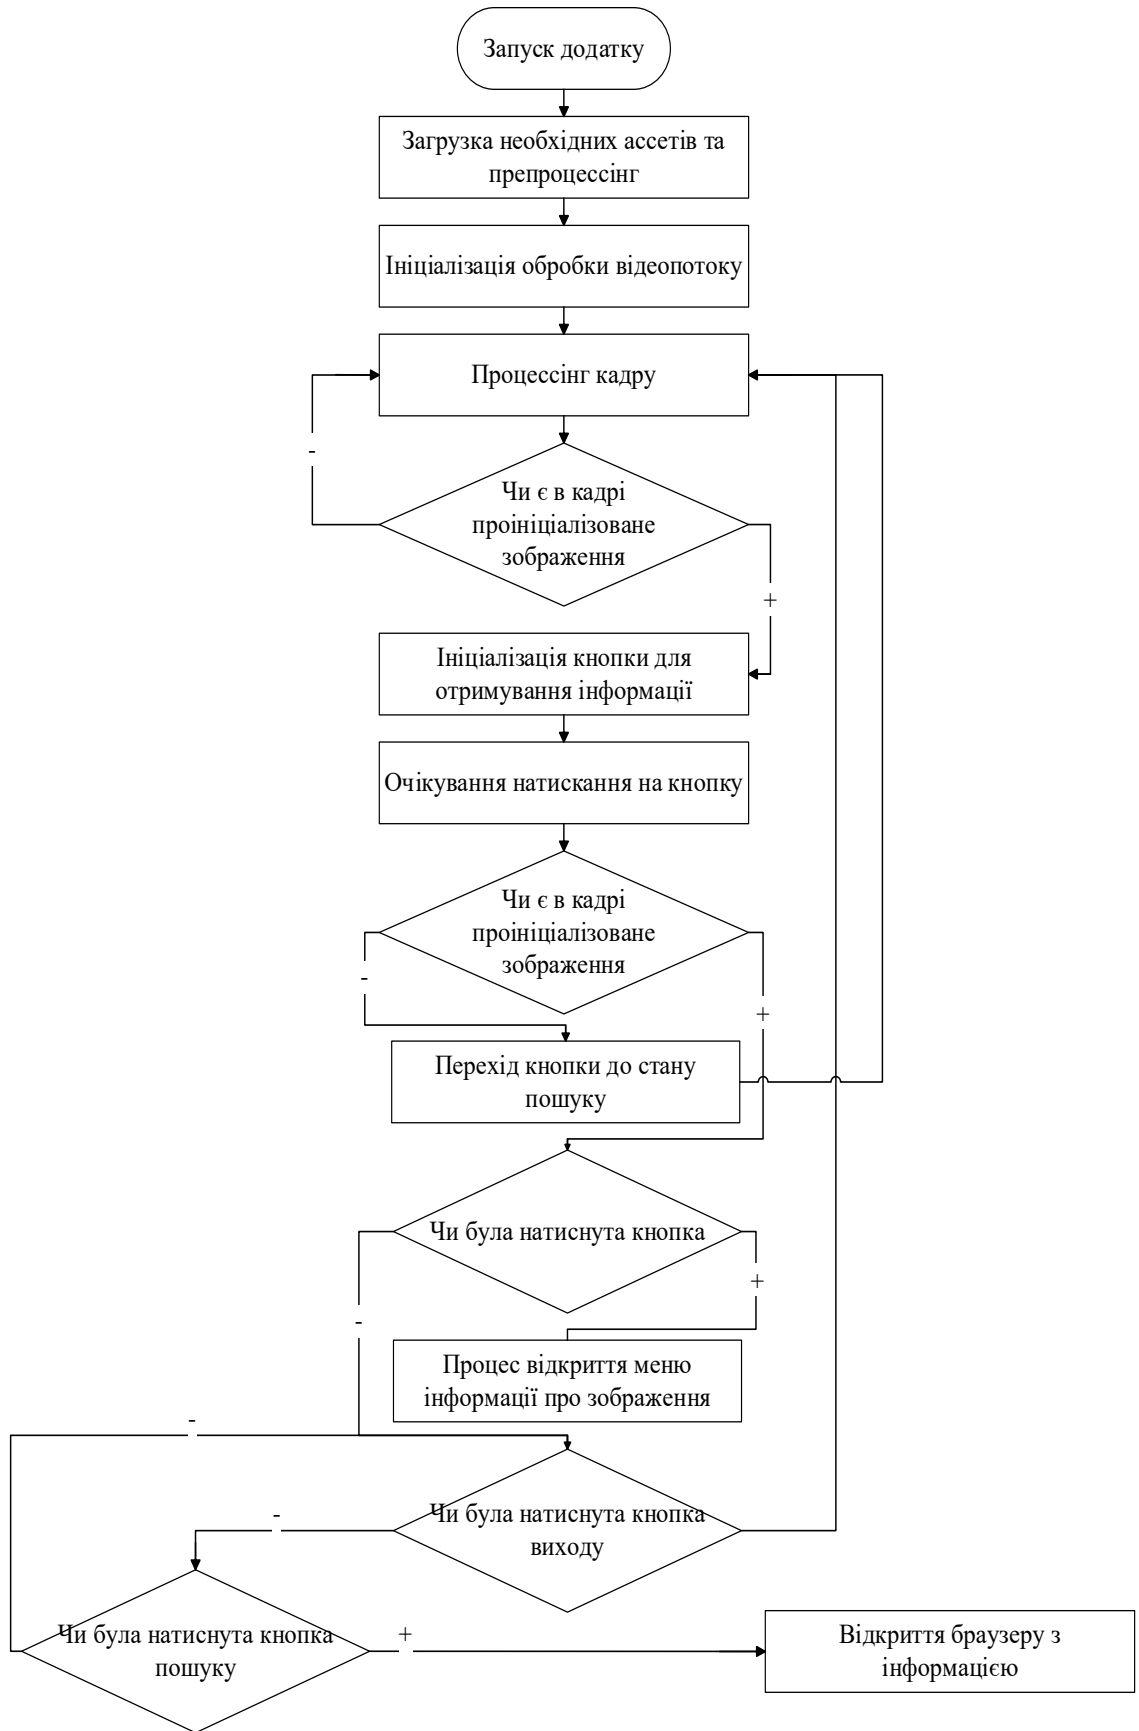 Запуск додатку
Загрузка необхідних ассетів та
препроцессінг
Ініціалізація обробки відеопотоку
Процессінг кадру
-
Чи є в кадрі
проініціалізоване
зображення
+
Ініціалізація кнопки для
отримування інформації
Очікування натискання на кнопку
Чи є в кадрі
проініціалізоване
зображення
-
+
Перехід кнопки до стану
пошуку
Чи була натиснута кнопка
+
-
Процес відкриття меню
інформації про зображення
-
Чи була натиснута кнопка
виходу
-
Чи була натиснута кнопка
пошуку
+
Відкриття браузеру з
інформацією